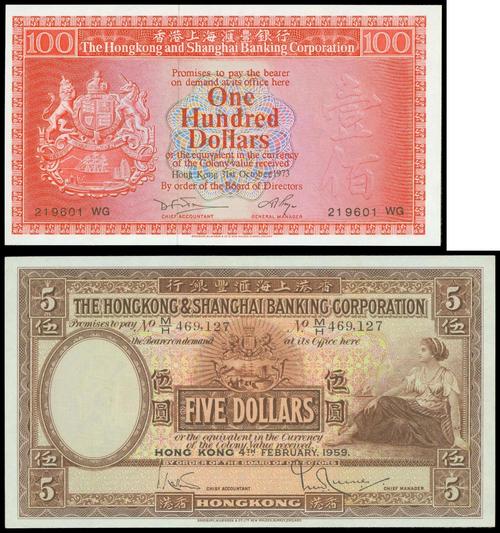 100 香港上海滙豐銀行 100
The Hongkong and Shanghai Banking Corporation
Promises to pay the bearer
on demand at its office here
One
Hundred
Dollars
壹佰
or the equivalent in the currency
of the Colony value received
Hong Kong 31st October 1973
By order of the Board of Directors
219601 WG 219601 WG
CHIEF ACCOUNTANT GENERAL MANAGER
5 行銀豐滙海上港香 5
伍 THE HONGKONG & SHANGHAI BANKING CORPORATION 伍
Promises to pay No M/H 469,127 No M/H 469,127
the Bearer on demand at its Office here
伍圓 伍圓
FIVE DOLLARS
or the equivalent in the Currency
of the Colony, Value received.
HONG KONG 4TH FEBRUARY, 1959.
BY ORDER OF THE BOARD OF DIRECTORS
伍 CHIEF ACCOUNTANT CHIEF MANAGER 伍
5 港香 HONGKONG 港香 5